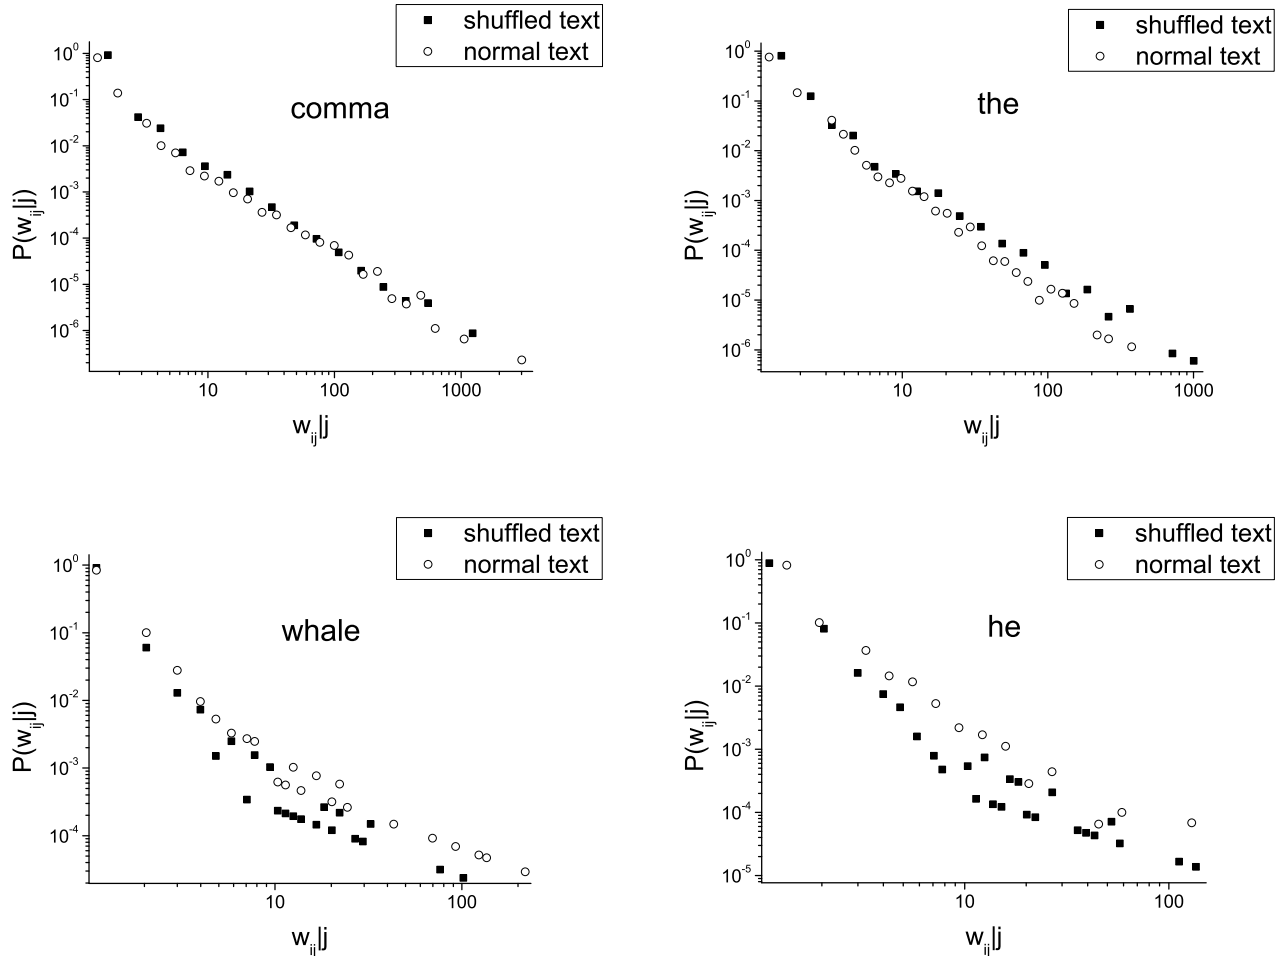 shuffled text
normal text
comma
10^0
10^-1
10^-2
10^-3
10^-4
10^-5
10^-6
P(w_ij|j)
10
100
1000
w_ij|j
shuffled text
normal text
the
10^0
10^-1
10^-2
10^-3
10^-4
10^-5
10^-6
P(w_ij|j)
10
100
1000
w_ij|j
shuffled text
normal text
whale
10^0
10^-1
10^-2
10^-3
10^-4
P(w_ij|j)
10
100
w_ij|j
shuffled text
normal text
he
10^0
10^-1
10^-2
10^-3
10^-4
10^-5
P(w_ij|j)
10
100
w_ij|j